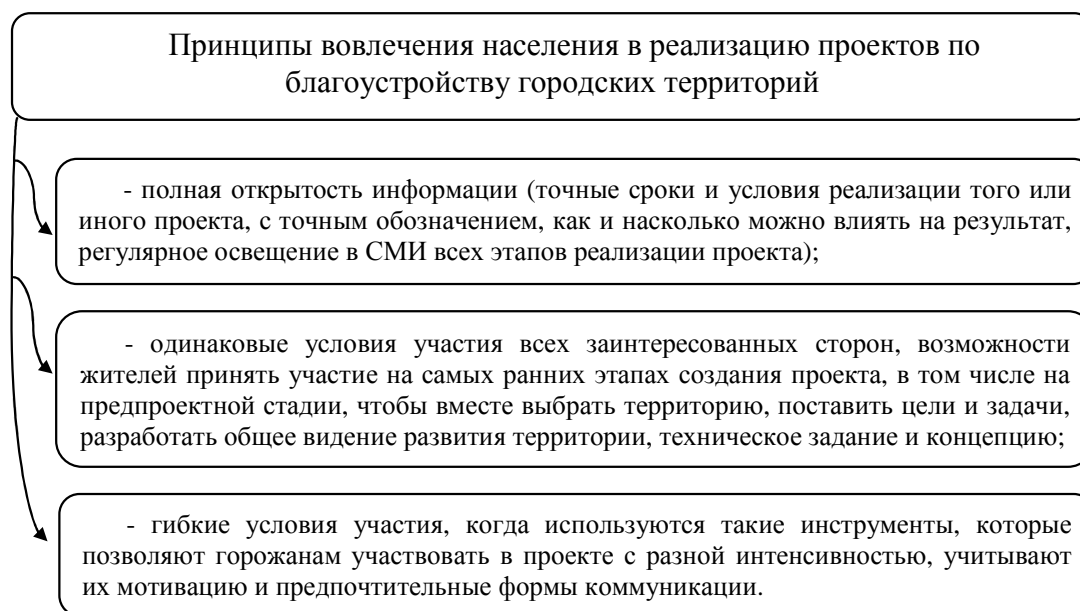 Принципы вовлечения населения в реализацию проектов по
благоустройству городских территорий
- полная открытость информации (точные сроки и условия реализации того или
иного проекта, с точным обозначением, как и насколько можно влиять на результат,
регулярное освещение в СМИ всех этапов реализации проекта);
- одинаковые условия участия всех заинтересованных сторон, возможности
жителей принять участие на самых ранних этапах создания проекта, в том числе на
предпроектной стадии, чтобы вместе выбрать территорию, поставить цели и задачи,
разработать общее видение развития территории, техническое задание и концепцию;
- гибкие условия участия, когда используются такие инструменты, которые
позволяют горожанам участвовать в проекте с разной интенсивностью, учитывают
их мотивацию и предпочтительные формы коммуникации.